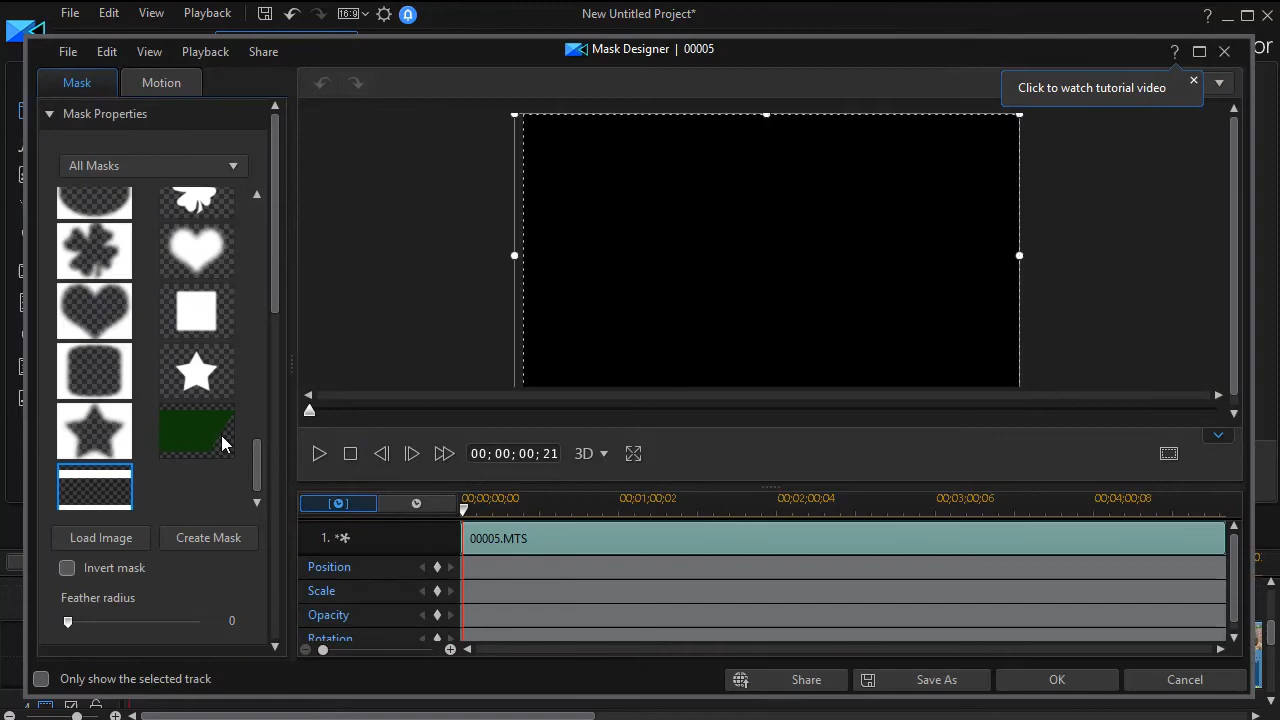 File Edit View Playback 16:9 New Untitled Project* ?
File Edit View Playback Share Mask Designer | 00005 ?
Mask Motion
Click to watch tutorial video
Mask Properties
All Masks
00; 00; 00; 21 3D
00;00;00;00 00;01;00;02 00;02;00;04 00;03;00;06 00;04;00;08
1. 00005.MTS
Load Image Create Mask
Position
Invert mask
Scale
Feather radius
Opacity
0
Rotation
Only show the selected track
Share Save As OK Cancel